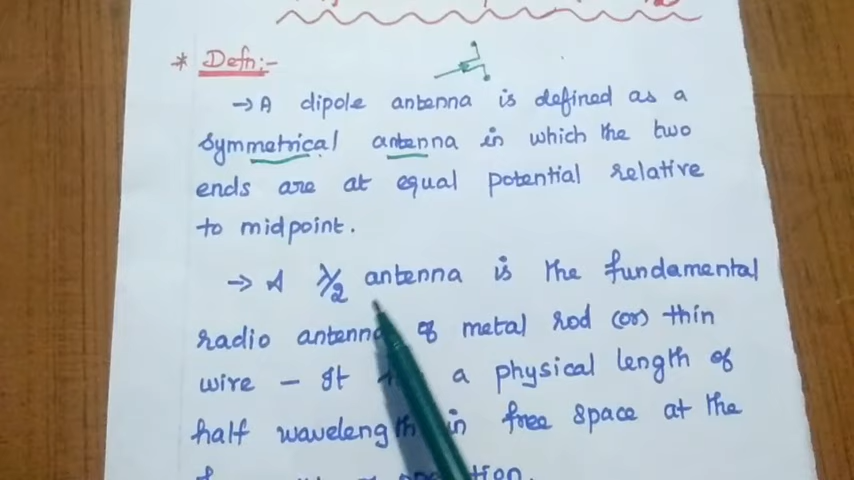 * Defn:-
→ A dipole antenna is defined as a
symmetrical antenna in which the two
ends are at equal potential relative
to midpoint.
→ A λ/2 antenna is the fundamental
radio antenna of metal rod (or) thin
wire – It a physical length of
half wavelength in free space at the